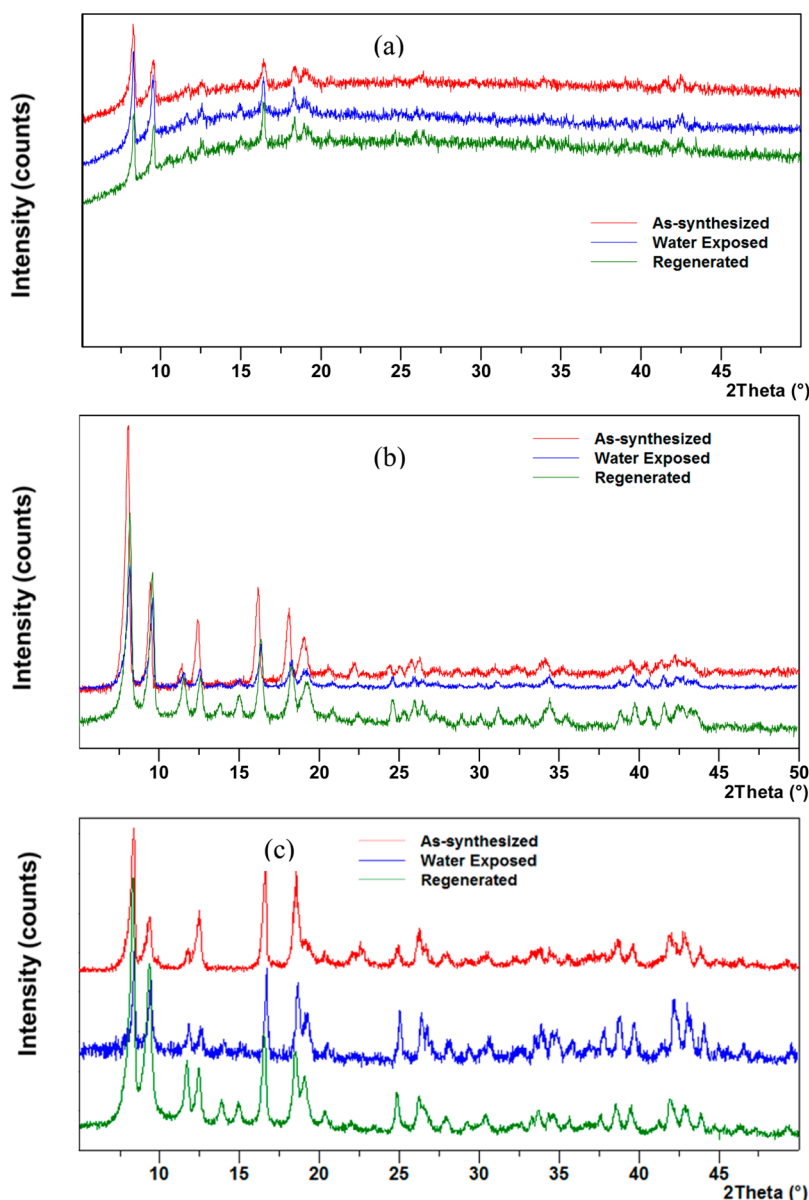 (a)
Intensity (counts)
As-synthesized
Water Exposed
Regenerated
10 15 20 25 30 35 40 45
2Theta (°)
(b)
Intensity (counts)
As-synthesized
Water Exposed
Regenerated
10 15 20 25 30 35 40 45 50
2Theta (°)
(c)
Intensity (counts)
As-synthesized
Water Exposed
Regenerated
10 15 20 25 30 35 40 45
2Theta (°)